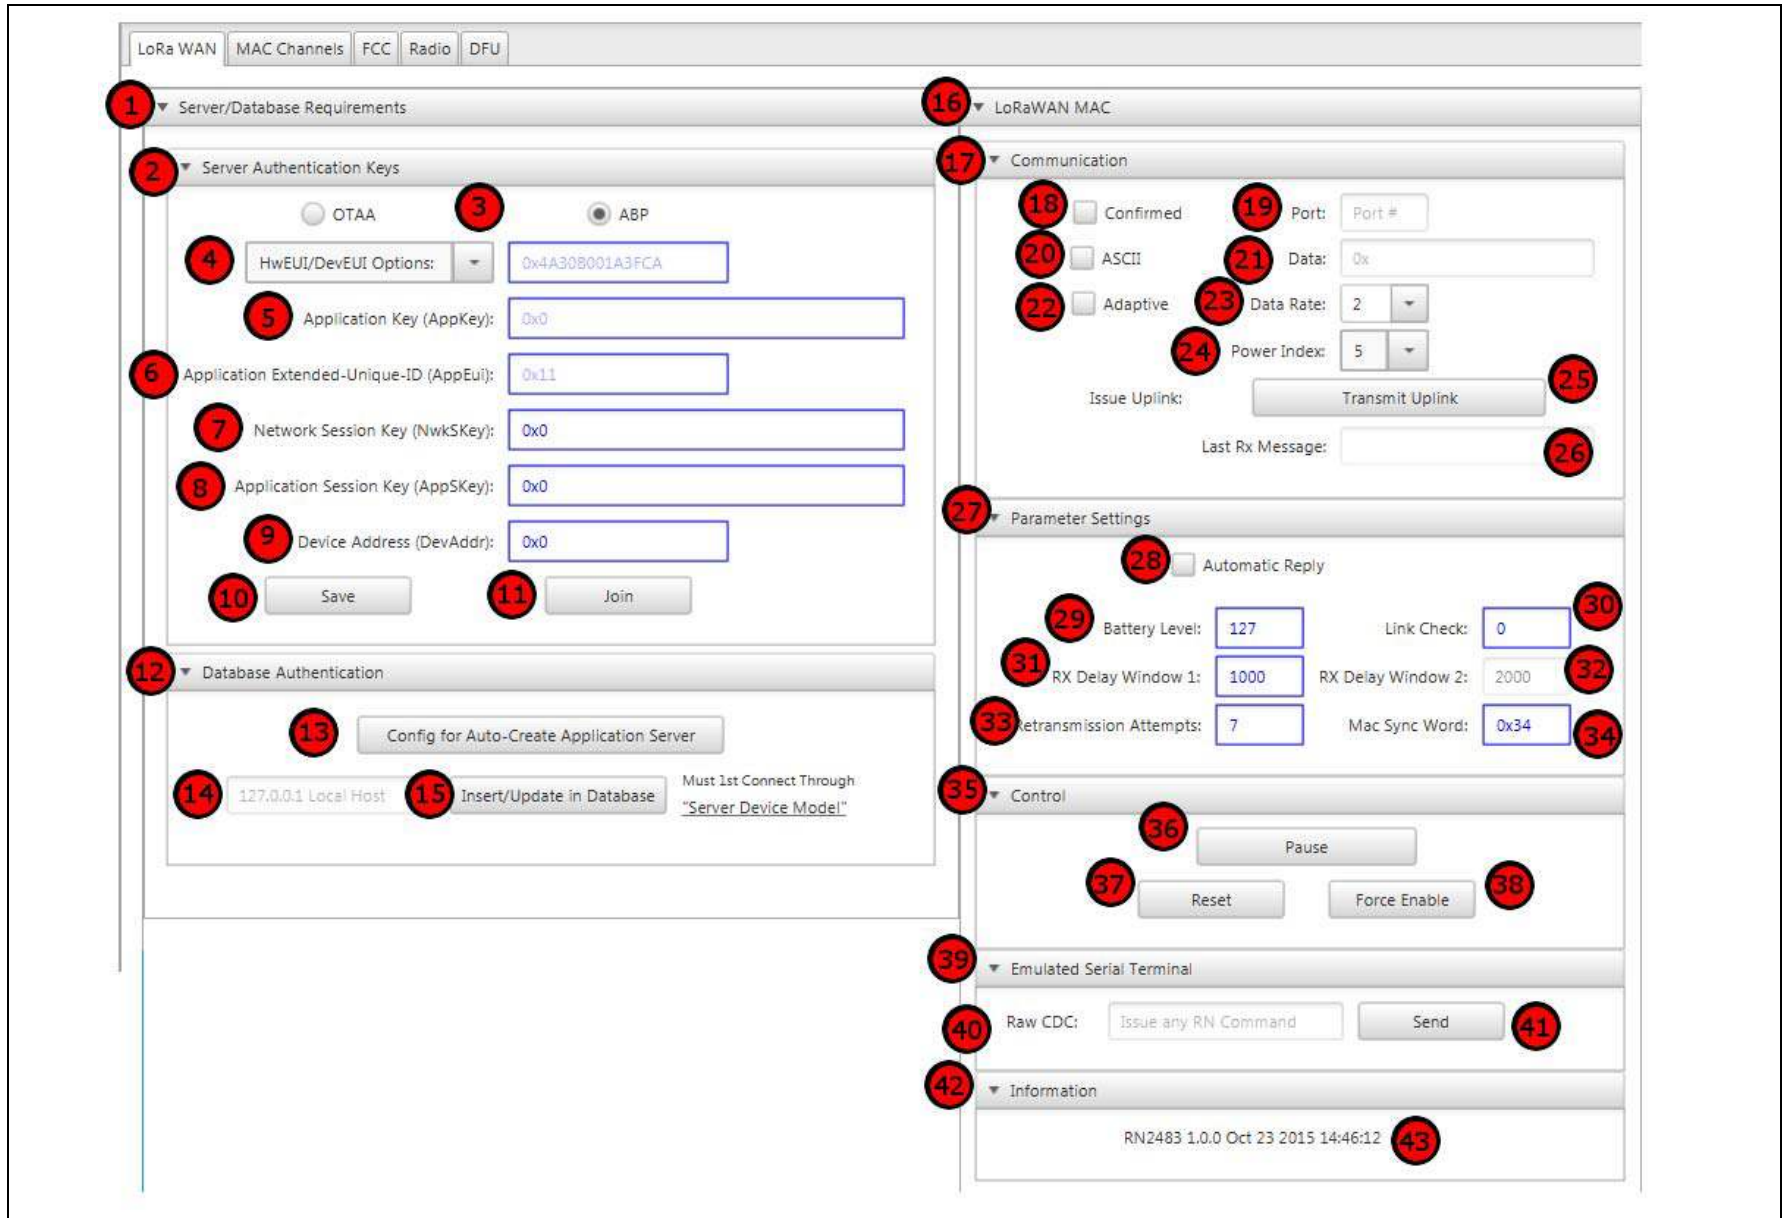 LoRa WAN MAC Channels FCC Radio DFU
1 Server/Database Requirements
2 Server Authentication Keys
OTAA 3 ABP
4 HwEUI/DevEUI Options: 0x4A30B001A3FCA
5 Application Key (AppKey): 0x0
6 Application Extended-Unique-ID (AppEui): 0x11
7 Network Session Key (NwkSKey): 0x0
8 Application Session Key (AppSKey): 0x0
9 Device Address (DevAddr): 0x0
10 Save 11 Join
12 Database Authentication
13 Config for Auto-Create Application Server
14 127.0.0.1 Local Host 15 Insert/Update in Database Must 1st Connect Through
"Server Device Model"
16 LoRaWAN MAC
17 Communication
18 Confirmed 19 Port: Port #
20 ASCII 21 Data: 0x
22 Adaptive 23 Data Rate: 2
24 Power Index: 5
Issue Uplink: Transmit Uplink 25
Last Rx Message: 26
27 Parameter Settings
28 Automatic Reply
29 Battery Level: 127 Link Check: 0 30
31 RX Delay Window 1: 1000 RX Delay Window 2: 2000 32
33 Retransmission Attempts: 7 Mac Sync Word: 0x34 34
35 Control
36 Pause
37 Reset Force Enable 38
39 Emulated Serial Terminal
40 Raw CDC: Issue any RN Command Send 41
42 Information
RN2483 1.0.0 Oct 23 2015 14:46:12 43